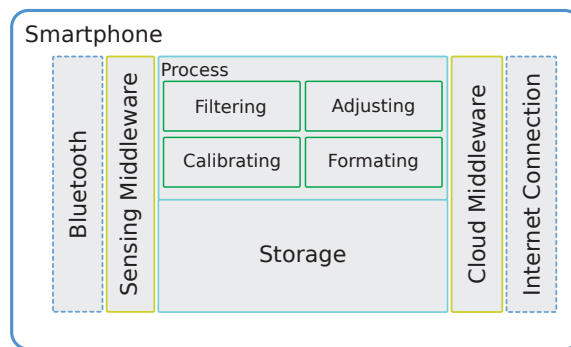 Smartphone
Bluetooth
Sensing Middleware
Process
Filtering
Adjusting
Calibrating
Formating
Storage
Cloud Middleware
Internet Connection